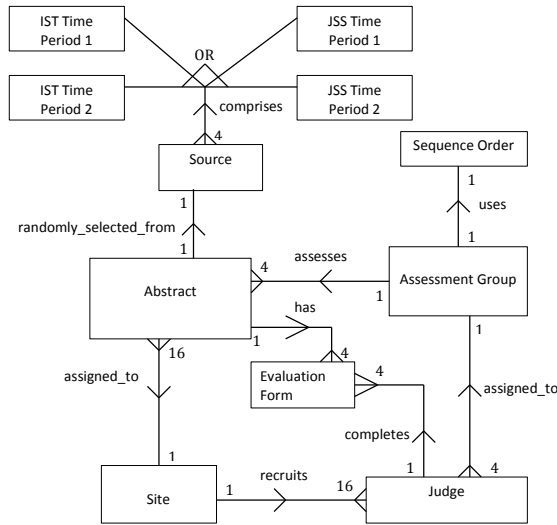 IST Time
Period 1
JSS Time
Period 1
OR
IST Time
Period 2
JSS Time
Period 2
comprises
4
Source
1
randomly_selected_from
1
Sequence Order
1
uses
1
Abstract
4
assesses
1
Assessment Group
1
has
1
4
16
assigned_to
Evaluation
Form
4
assigned_to
completes
1
Site
1
recruits
16
1
4
Judge